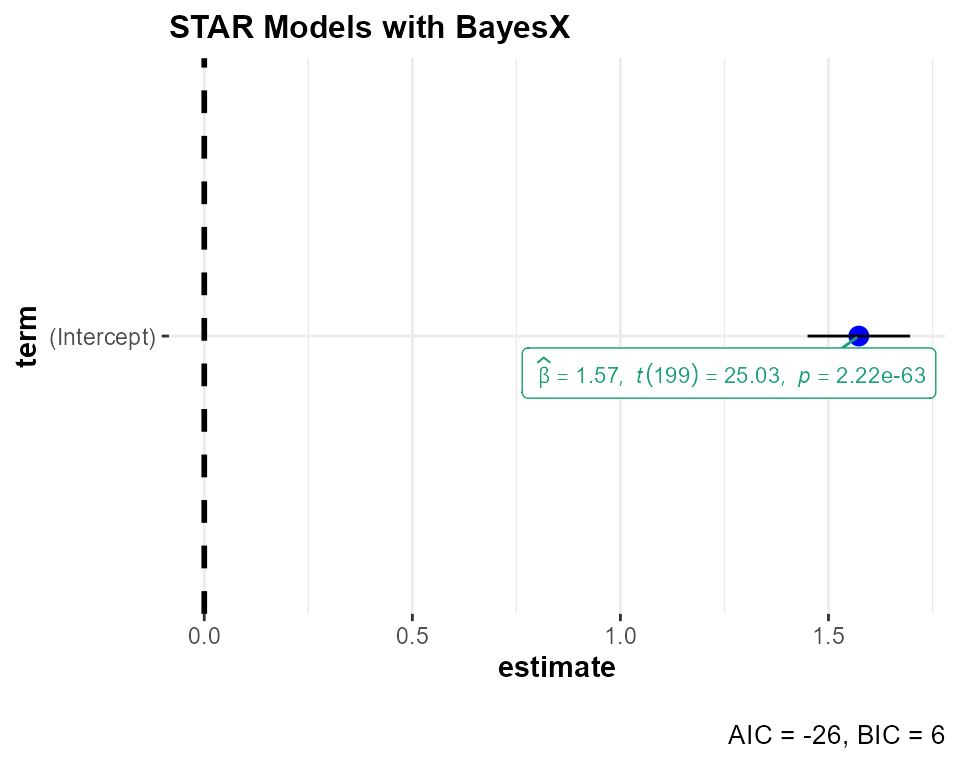 STAR Models with BayesX
term
(Intercept)
β̂ = 1.57, t(199) = 25.03, p = 2.22e-63
0.0 0.5 1.0 1.5
estimate
AIC = -26, BIC = 6